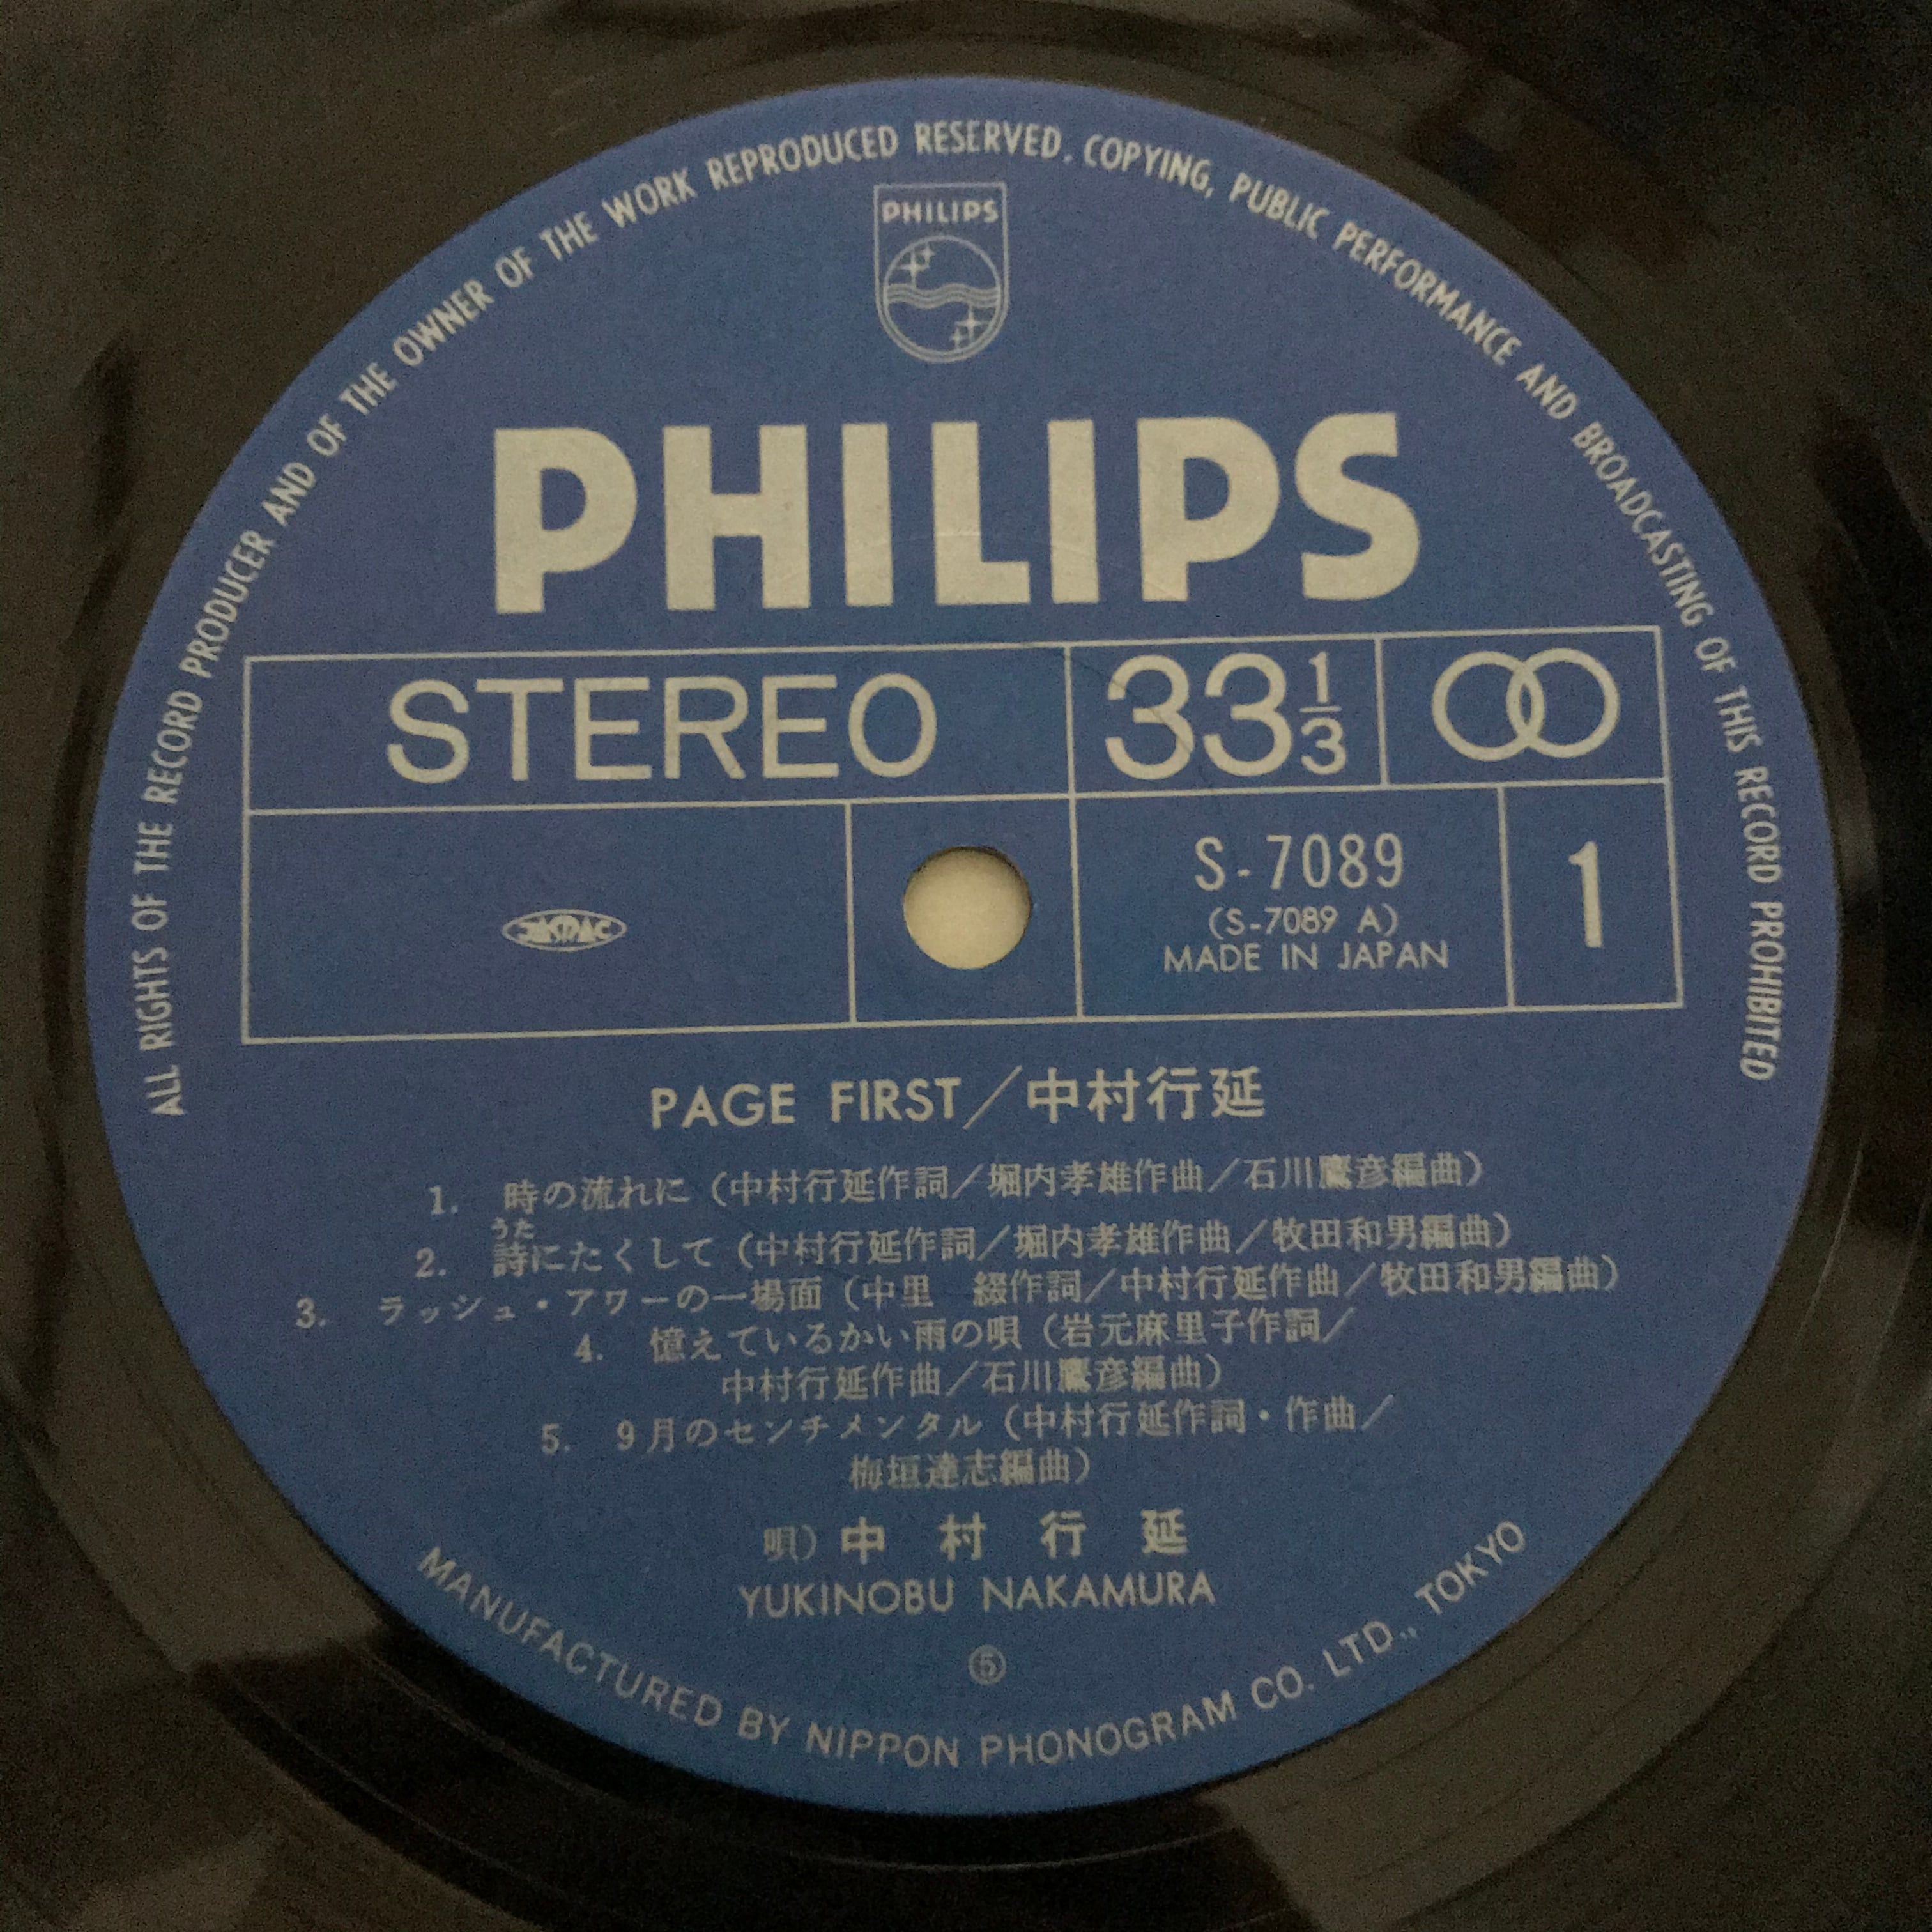 ALL RIGHTS OF THE RECORD PRODUCER AND OF THE OWNER OF THE WORK REPRODUCED RESERVED. COPYING, PUBLIC PERFORMANCE AND BROADCASTING OF THIS RECORD PROHIBITED
PHILIPS
PHILIPS
STEREO
33 1/3
JASRAC
S-7089
(S-7089 A)
MADE IN JAPAN
1
PAGE FIRST／中村行延
1. 時の流れに（中村行延作詞／堀内孝雄作曲／石川鷹彦編曲）
うた
2. 詩にたくして（中村行延作詞／堀内孝雄作曲／牧田和男編曲）
3. ラッシュ・アワーの一場面（中里 綴作詞／中村行延作曲／牧田和男編曲）
4. 憶えているかい雨の唄（岩元麻里子作詞／
中村行延作曲／石川鷹彦編曲）
5. 9月のセンチメンタル（中村行延作詞・作曲／
梅垣達志編曲）
唄）中 村 行 延
YUKINOBU NAKAMURA
⑤
MANUFACTURED BY NIPPON PHONOGRAM CO. LTD., TOKYO